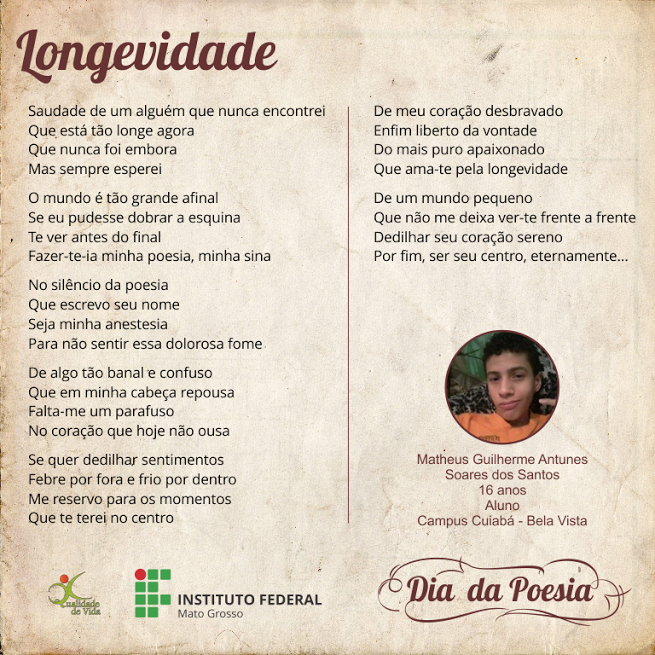 Longevidade
Saudade de um alguém que nunca encontrei
Que está tão longe agora
Que nunca foi embora
Mas sempre esperei
O mundo é tão grande afinal
Se eu pudesse dobrar a esquina
Te ver antes do final
Fazer-te-ia minha poesia, minha sina
No silêncio da poesia
Que escrevo seu nome
Seja minha anestesia
Para não sentir essa dolorosa fome
De algo tão banal e confuso
Que em minha cabeça repousa
Falta-me um parafuso
No coração que hoje não ousa
Se quer dedilhar sentimentos
Febre por fora e frio por dentro
Me reservo para os momentos
Que te terei no centro
De meu coração desbravado
Enfim liberto da vontade
Do mais puro apaixonado
Que ama-te pela longevidade
De um mundo pequeno
Que não me deixa ver-te frente a frente
Dedilhar seu coração sereno
Por fim, ser seu centro, eternamente...
Matheus Guilherme Antunes
Soares dos Santos
16 anos
Aluno
Campus Cuiabá - Bela Vista
Qualidade
de Vida
INSTITUTO FEDERAL
Mato Grosso
Dia da Poesia